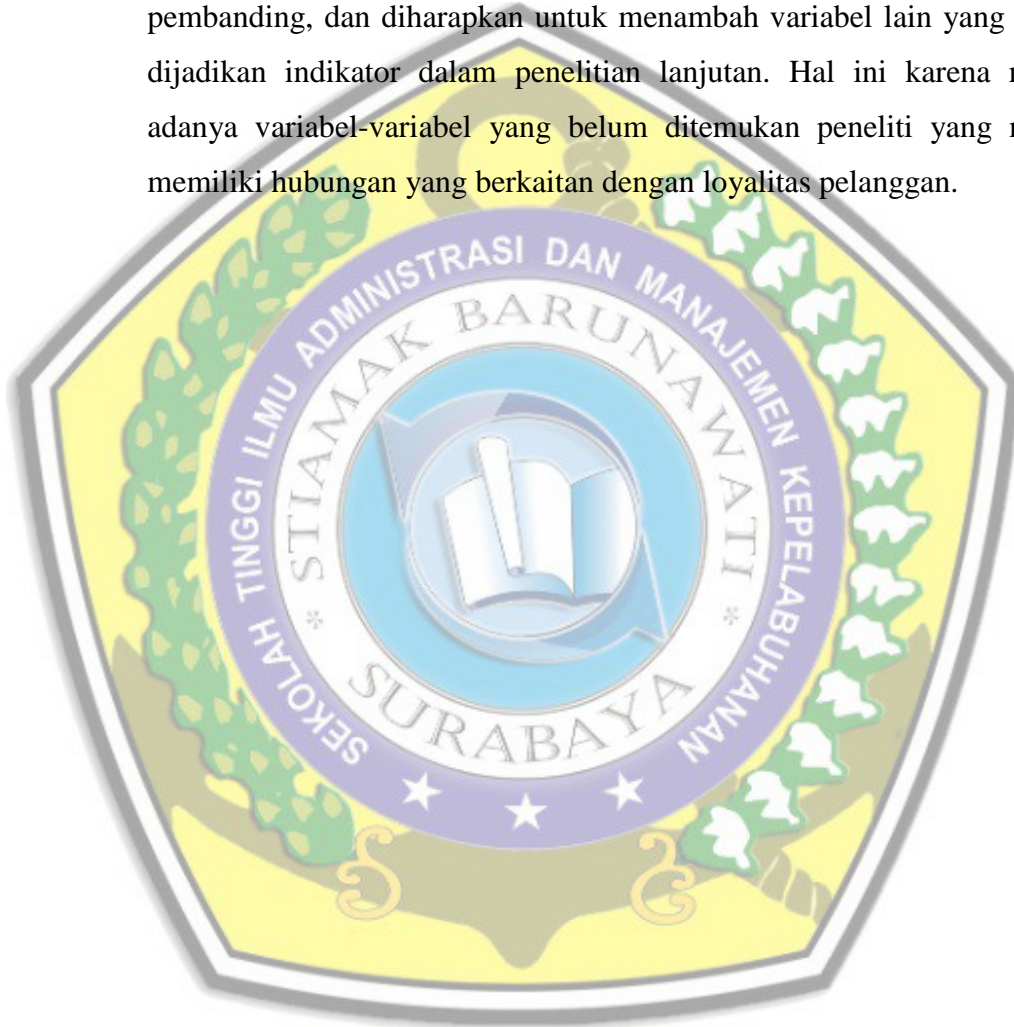 pembanding, dan diharapkan untuk menambah variabel lain yang
dijadikan indikator dalam penelitian lanjutan. Hal ini karena
adanya variabel-variabel yang belum ditemukan peneliti yang
memiliki hubungan yang berkaitan dengan loyalitas pelanggan.
SEKOLAH TINGGI ILMU ADMINISTRASI DAN MANAJEMEN KEPELABUHANAN
STIAMAK BARUNAWATI
* SURABAYA *